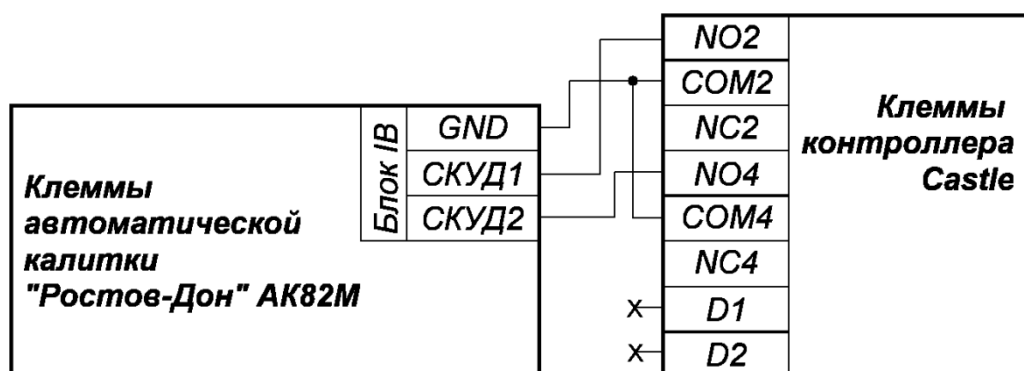 Клеммы
автоматической
калитки
"Ростов-Дон" АК82М
Блок IB
GND
СКУД1
СКУД2
NO2
COM2
NC2
NO4
COM4
NC4
D1
D2
x
x
Клеммы
контроллера
Castle